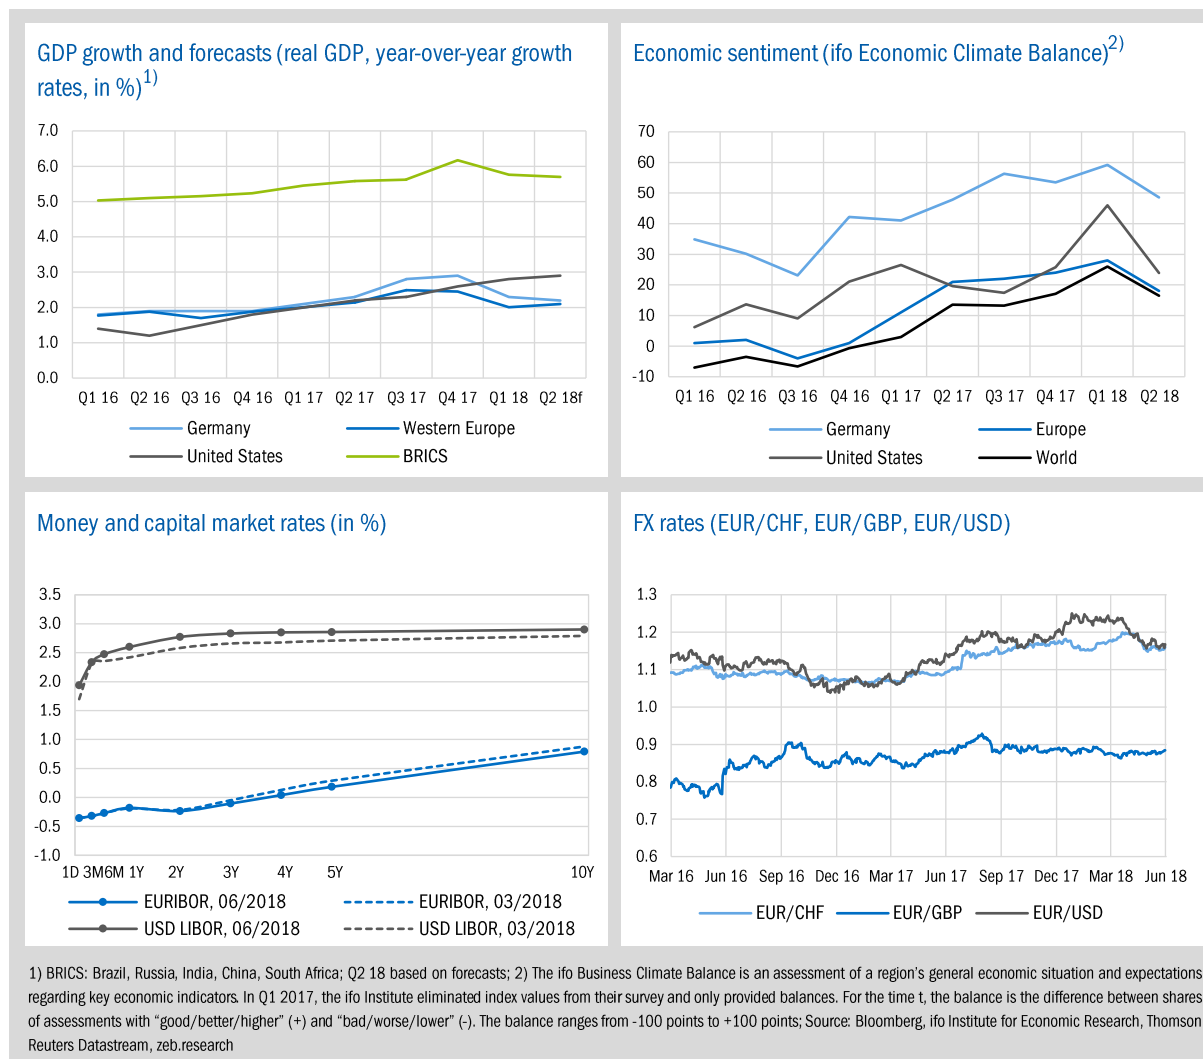 GDP growth and forecasts (real GDP, year-over-year growth
rates, in %)1)
7.0
6.0
5.0
4.0
3.0
2.0
1.0
0.0
Q1 16 Q2 16 Q3 16 Q4 16 Q1 17 Q2 17 Q3 17 Q4 17 Q1 18 Q2 18f
Germany Western Europe
United States BRICS
Economic sentiment (ifo Economic Climate Balance)2)
70
60
50
40
30
20
10
0
-10
Q1 16 Q2 16 Q3 16 Q4 16 Q1 17 Q2 17 Q3 17 Q4 17 Q1 18 Q2 18
Germany Europe
United States World
Money and capital market rates (in %)
3.5
3.0
2.5
2.0
1.5
1.0
0.5
0.0
-0.5
-1.0
1D 3M6M 1Y 2Y 3Y 4Y 5Y 10Y
EURIBOR, 06/2018 EURIBOR, 03/2018
USD LIBOR, 06/2018 USD LIBOR, 03/2018
FX rates (EUR/CHF, EUR/GBP, EUR/USD)
1.3
1.2
1.1
1.0
0.9
0.8
0.7
0.6
Mar 16 Jun 16 Sep 16 Dec 16 Mar 17 Jun 17 Sep 17 Dec 17 Mar 18 Jun 18
EUR/CHF EUR/GBP EUR/USD
1) BRICS: Brazil, Russia, India, China, South Africa; Q2 18 based on forecasts; 2) The ifo Business Climate Balance is an assessment of a region's general economic situation and expectations
regarding key economic indicators. In Q1 2017, the ifo Institute eliminated index values from their survey and only provided balances. For the time t, the balance is the difference between shares
of assessments with “good/better/higher” (+) and “bad/worse/lower” (-). The balance ranges from -100 points to +100 points; Source: Bloomberg, ifo Institute for Economic Research, Thomson
Reuters Datastream, zeb.research